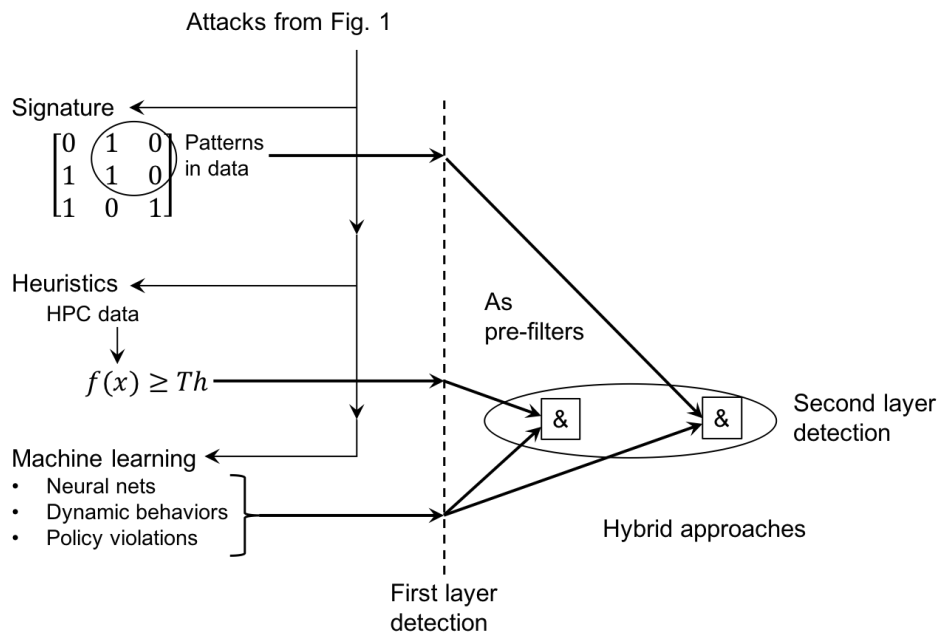 Attacks from Fig. 1
Signature
0 1 0
1 1 0
1 0 1
Patterns
in data
Heuristics
HPC data
f(x) ≥ Th
As
pre-filters
&
&
Second layer
detection
Machine learning
• Neural nets
• Dynamic behaviors
• Policy violations
Hybrid approaches
First layer
detection